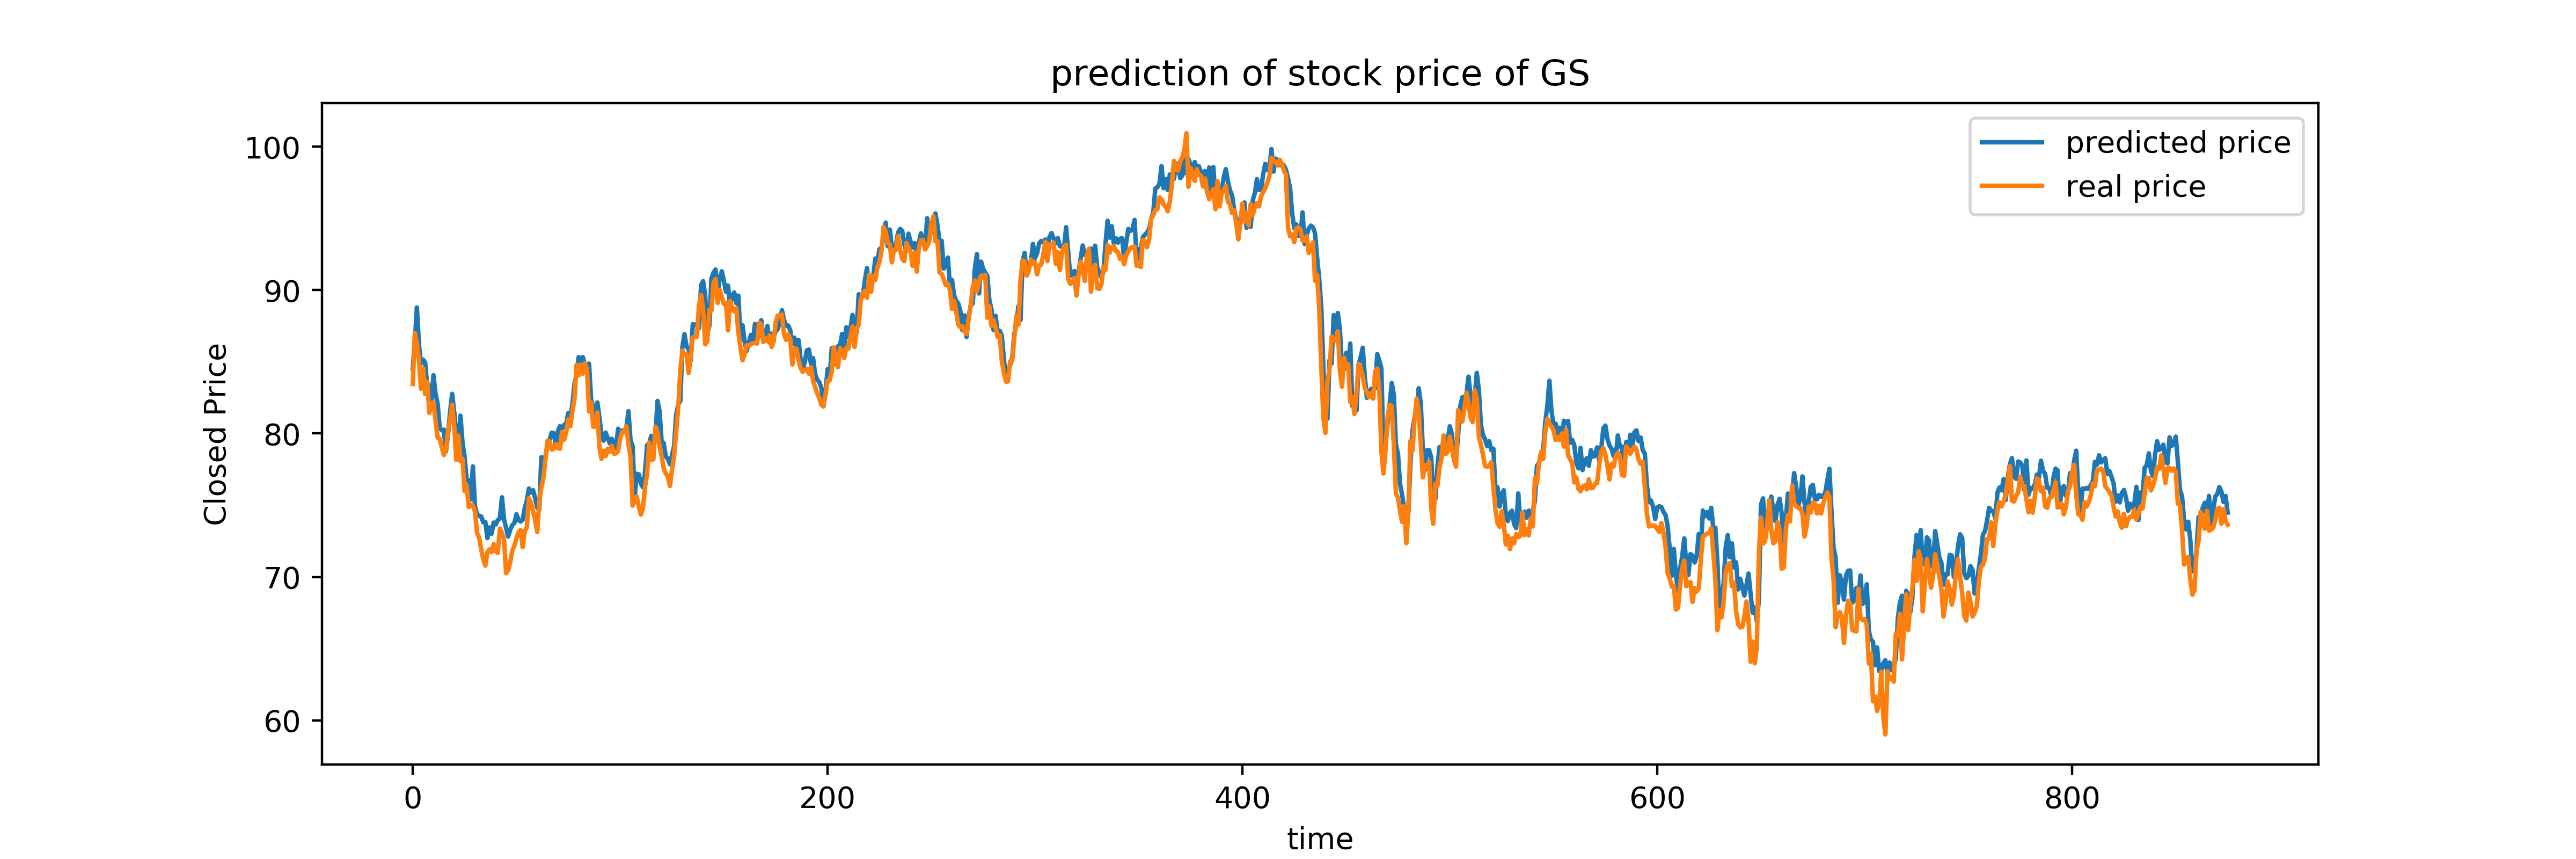 prediction of stock price of GS
predicted price
real price
Closed Price
100
90
80
70
60
0
200
400
600
800
time